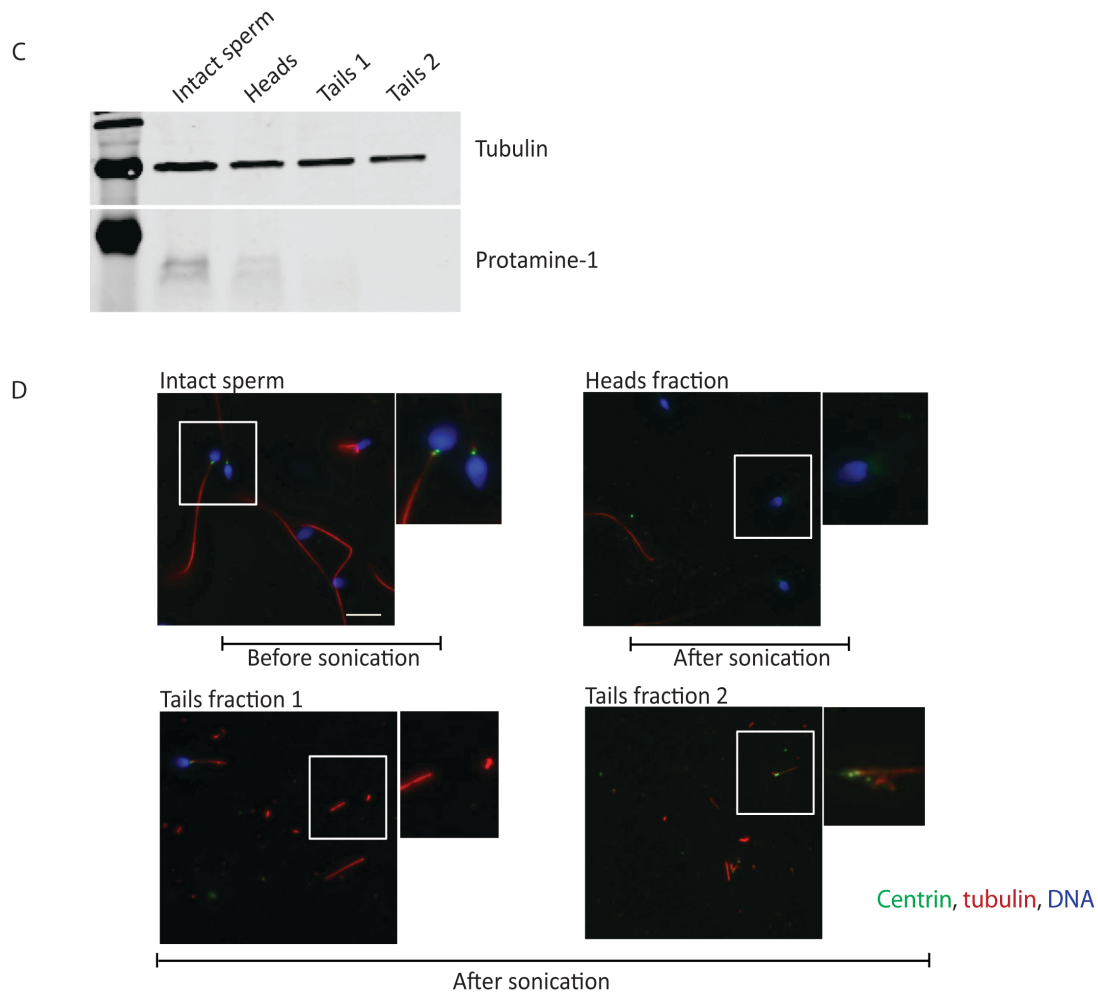 C
Intact sperm
Heads
Tails 1
Tails 2
Tubulin
Protamine-1
D
Intact sperm
Heads fraction
Before sonication
After sonication
Tails fraction 1
Tails fraction 2
Centrin, tubulin, DNA
After sonication